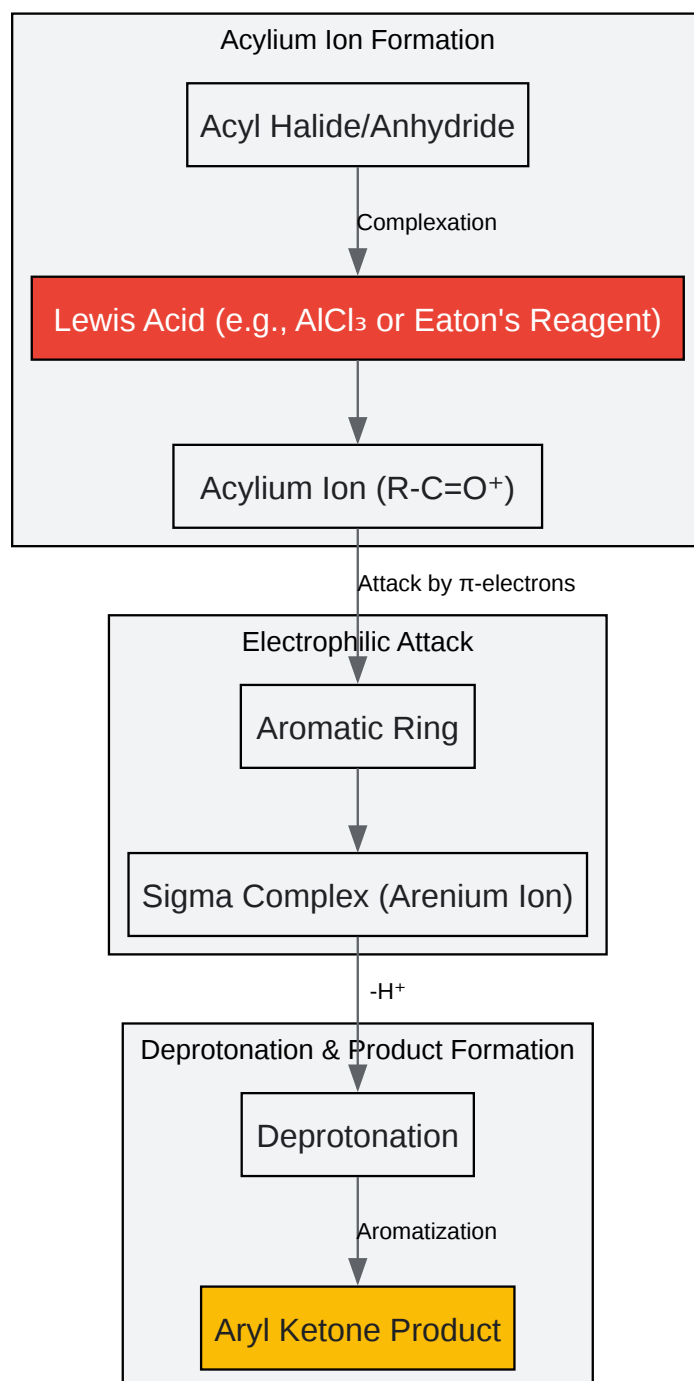 Acylium Ion Formation
Acyl Halide/Anhydride
Complexation
Lewis Acid (e.g., AlCl₃ or Eaton's Reagent)
Acylium Ion (R-C=O⁺)
Attack by π-electrons
Electrophilic Attack
Aromatic Ring
Sigma Complex (Arenium Ion)
-H⁺
Deprotonation & Product Formation
Deprotonation
Aromatization
Aryl Ketone Product